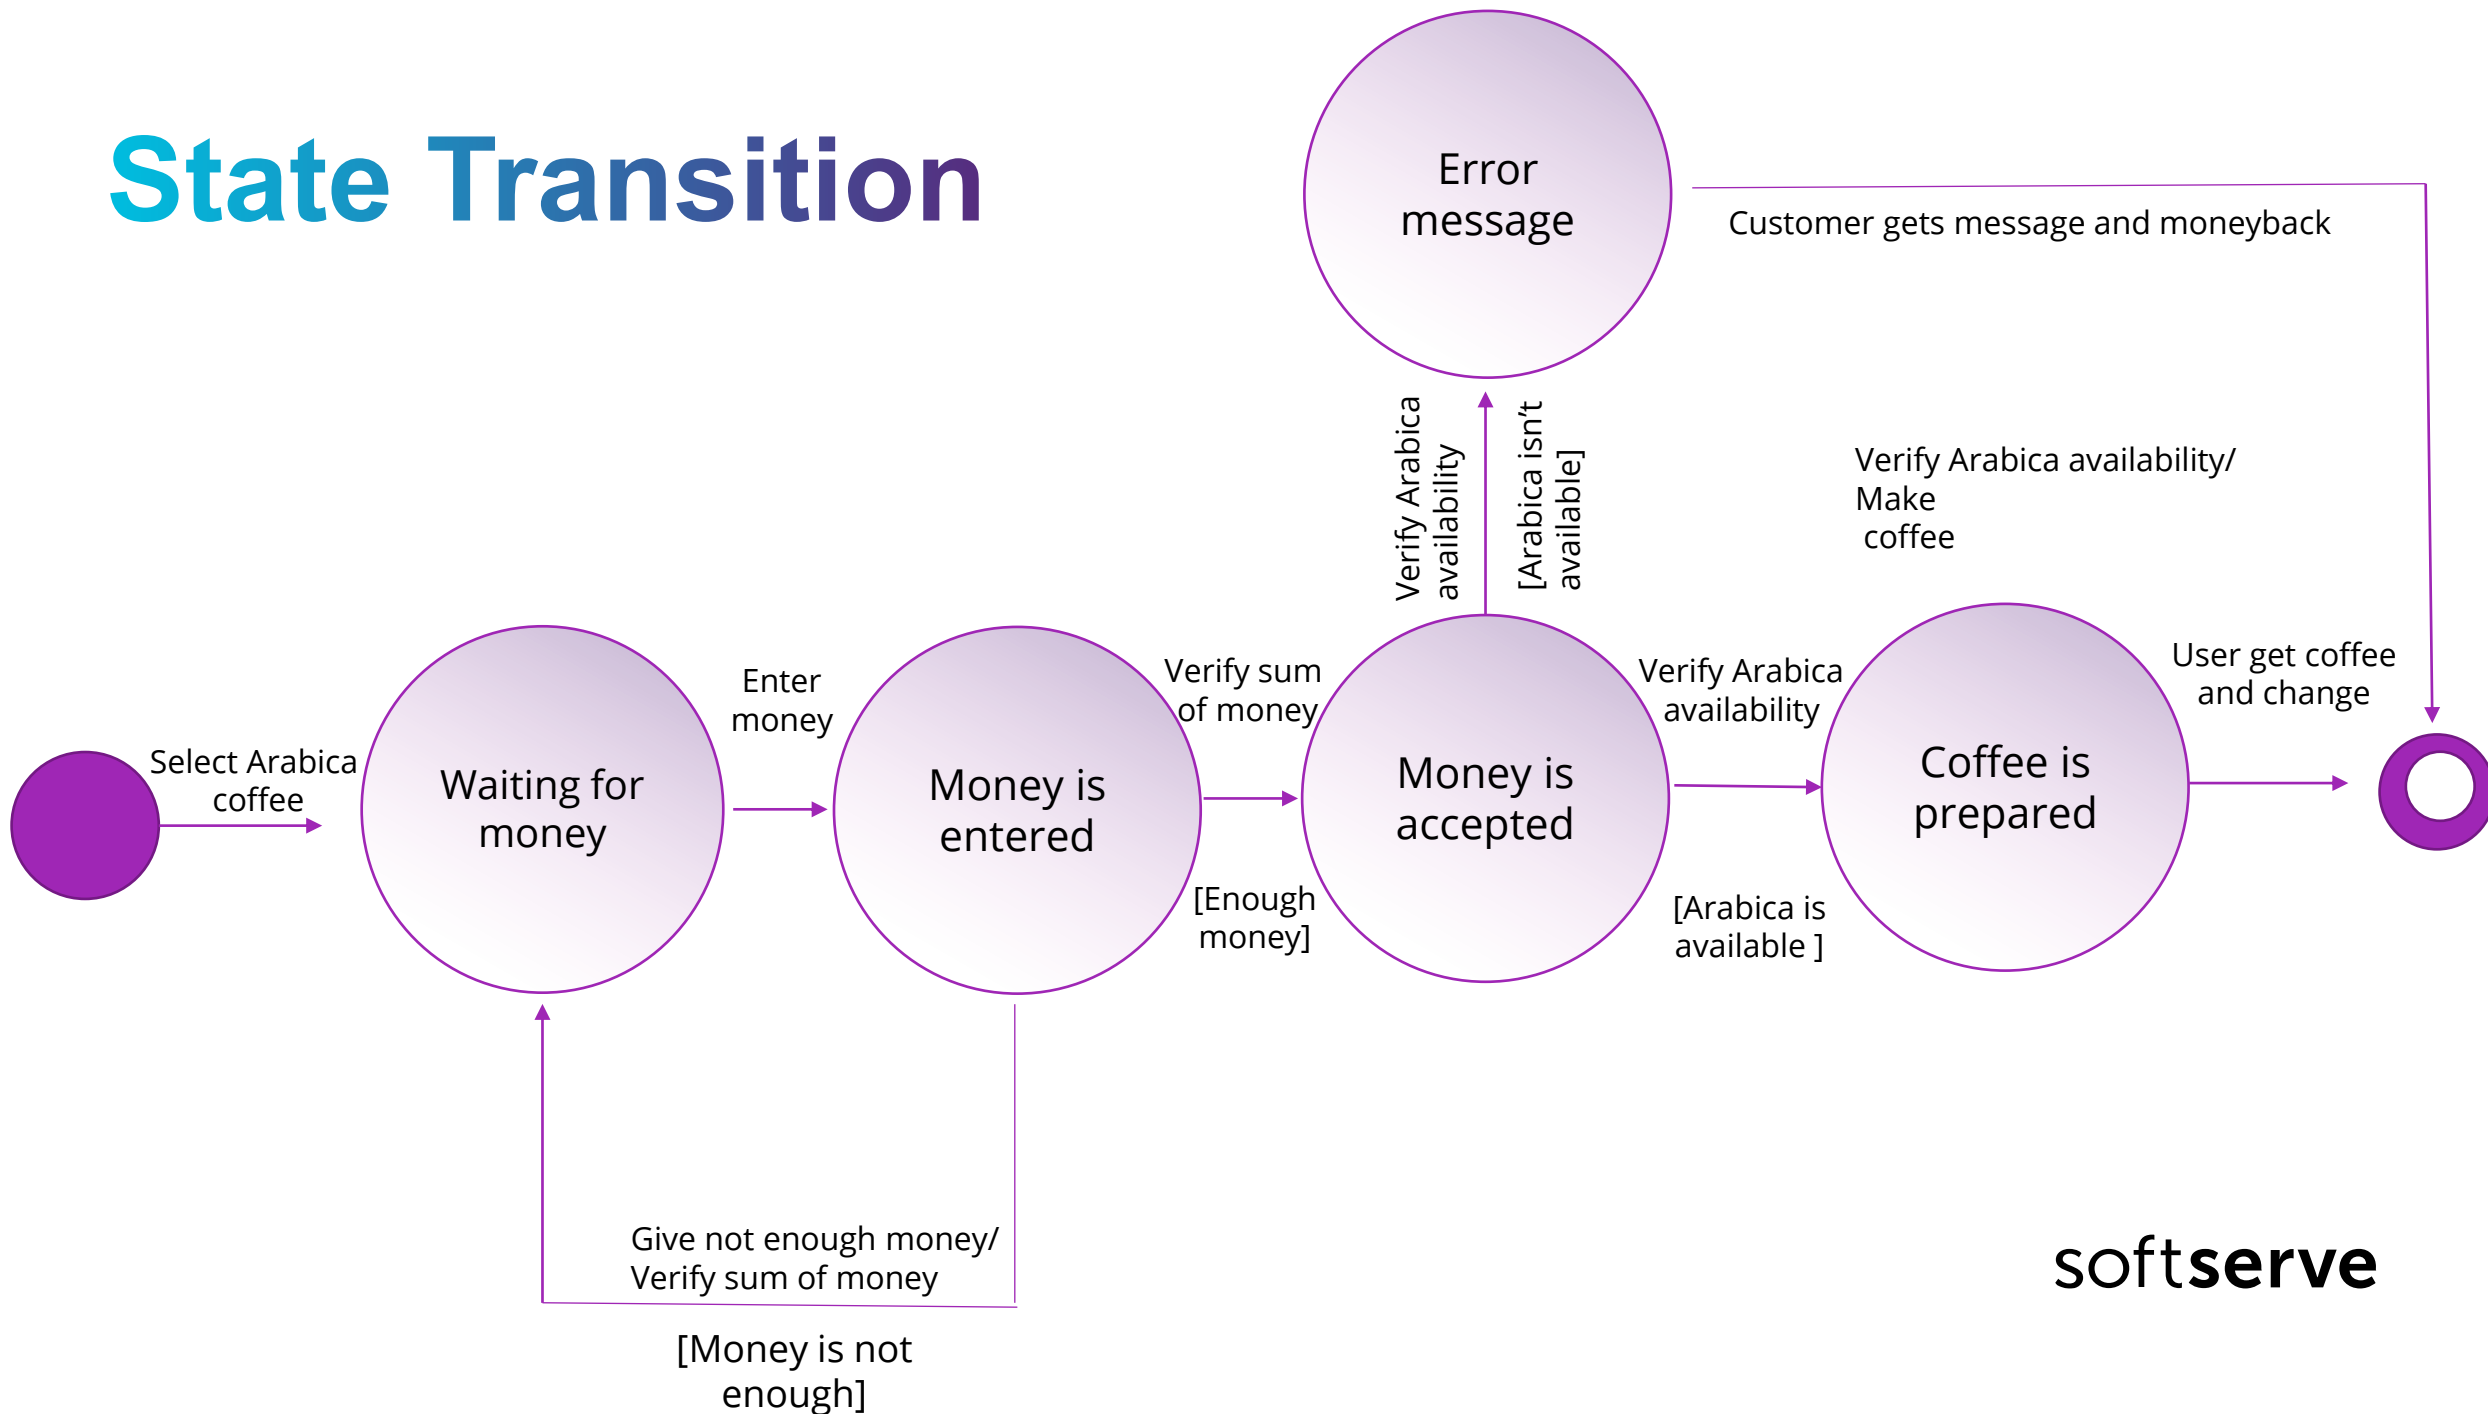 State Transition
Error
message
Customer gets message and moneyback
Verify Arabica
availability
[Arabica isn’t
available]
Verify Arabica availability/
Make
coffee
Select Arabica
coffee
Waiting for
money
Enter
money
Money is
entered
Verify sum
of money
[Enough
money]
Money is
accepted
Verify Arabica
availability
[Arabica is
available ]
Coffee is
prepared
User get coffee
and change
Give not enough money/
Verify sum of money
[Money is not
enough]
softserve